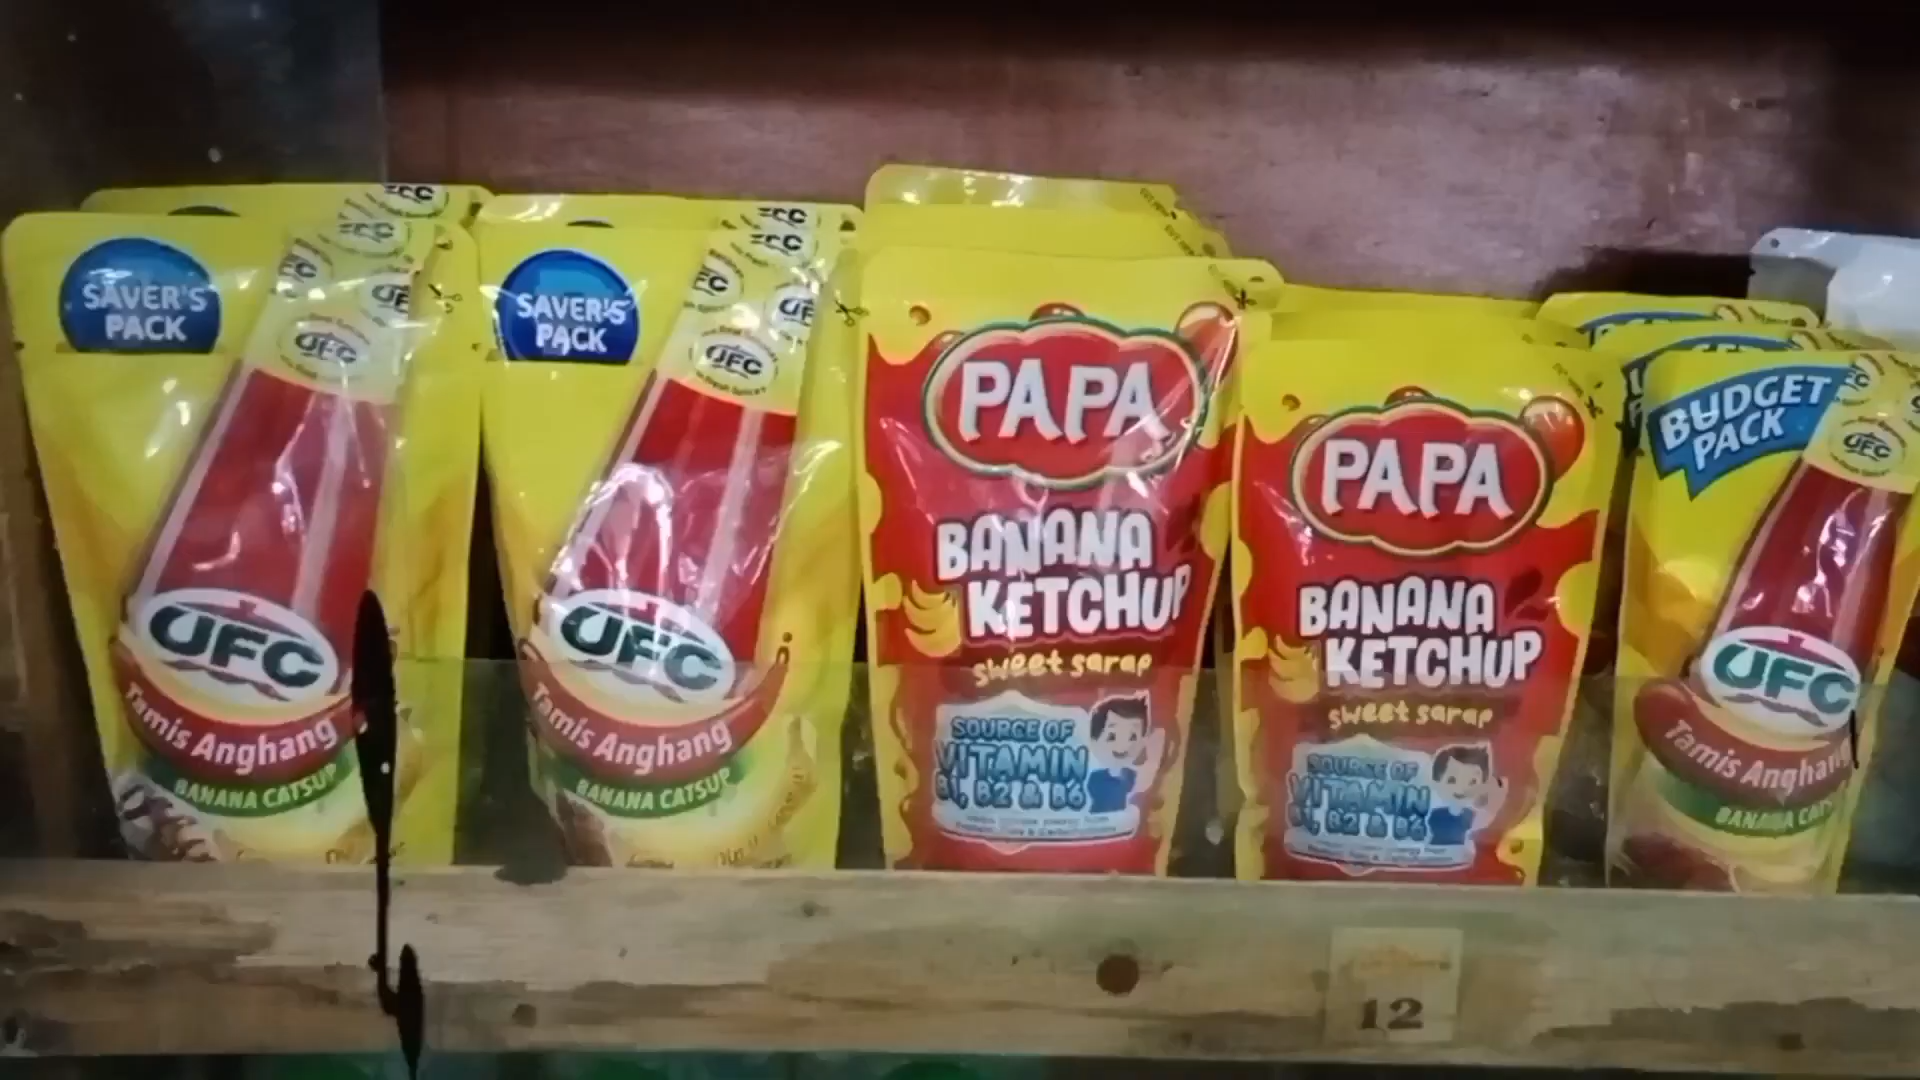 SAVER'S
PACK
UFC
UFC
Tamis Anghang
BANANA CATSUP
SAVER'S
PACK
UFC
UFC
Tamis Anghang
BANANA CATSUP
PAPA
BANANA
KETCHUP
sweet sarap
SOURCE OF
VITAMIN
B1, B2 & B6
PAPA
BANANA
KETCHUP
sweet sarap
SOURCE OF
VITAMIN
B1, B2 & B6
BUDGET
PACK
UFC
UFC
Tamis Anghang
BANANA CAT
12